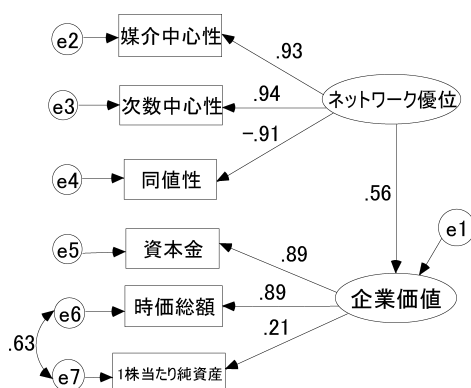 e2
媒介中心性
.93
e3
次数中心性
.94
ネットワーク優位
-.91
e4
同値性
.56
e1
e5
資本金
.89
企業価値
e6
時価総額
.89
.63
.21
e7
1株当たり純資産